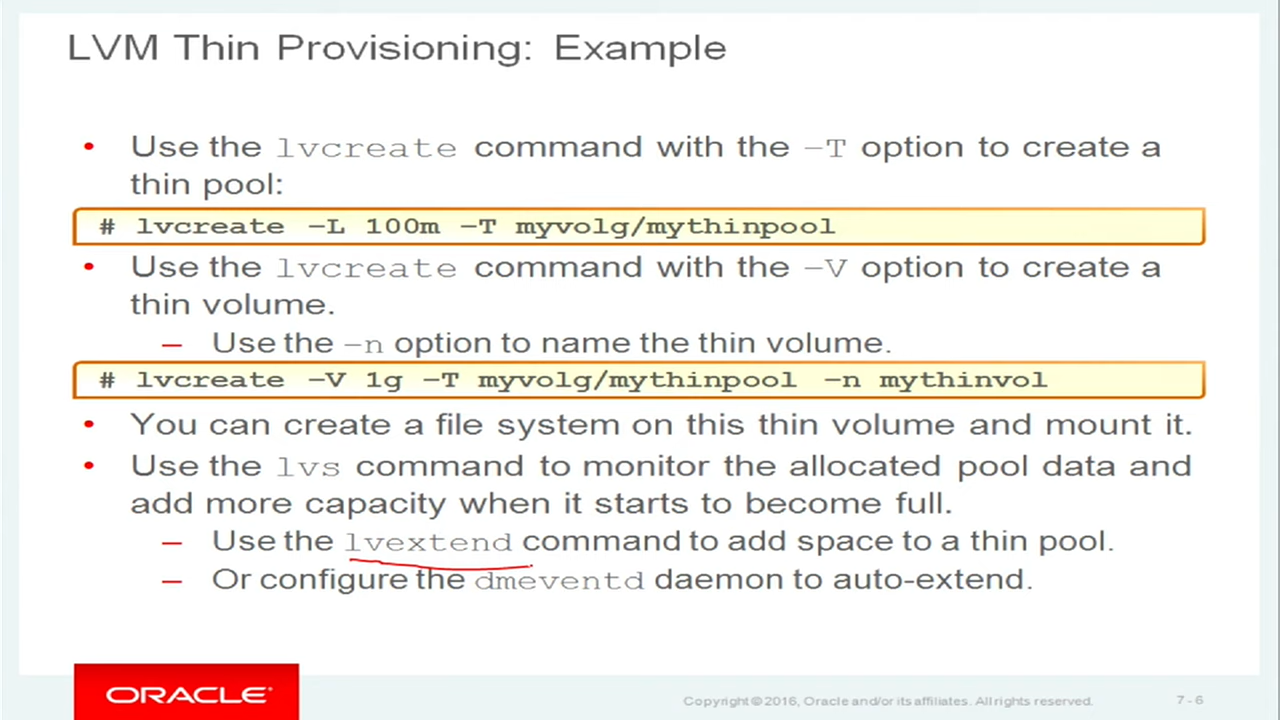 LVM Thin Provisioning: Example
• Use the lvcreate command with the –T option to create a
thin pool:
# lvcreate –L 100m –T myvolg/mythinpool
• Use the lvcreate command with the –V option to create a
thin volume.
– Use the –n option to name the thin volume.
# lvcreate –V 1g –T myvolg/mythinpool –n mythinvol
• You can create a file system on this thin volume and mount it.
• Use the lvs command to monitor the allocated pool data and
add more capacity when it starts to become full.
– Use the lvextend command to add space to a thin pool.
– Or configure the dmeventd daemon to auto-extend.
ORACLE®
Copyright © 2016, Oracle and/or its affiliates. All rights reserved.
7 - 6